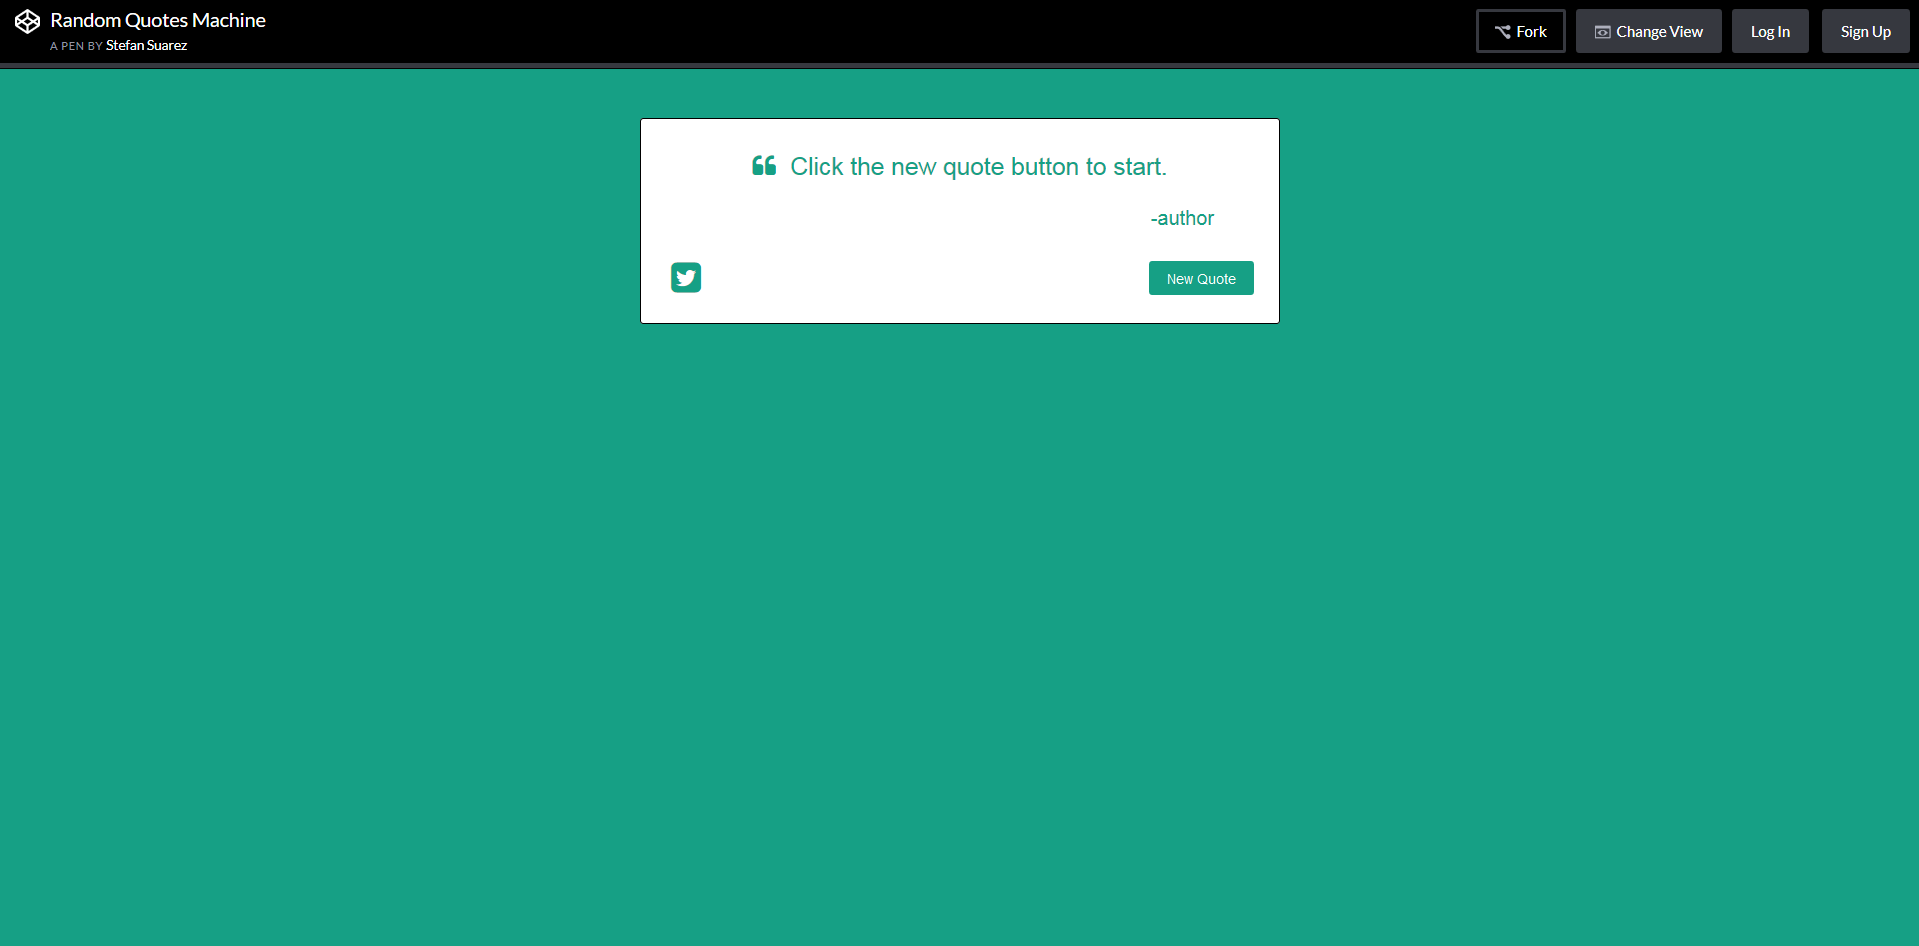 Random Quotes Machine
A PEN BY Stefan Suarez
Fork
Change View
Log In
Sign Up
“ Click the new quote button to start.
-author
New Quote